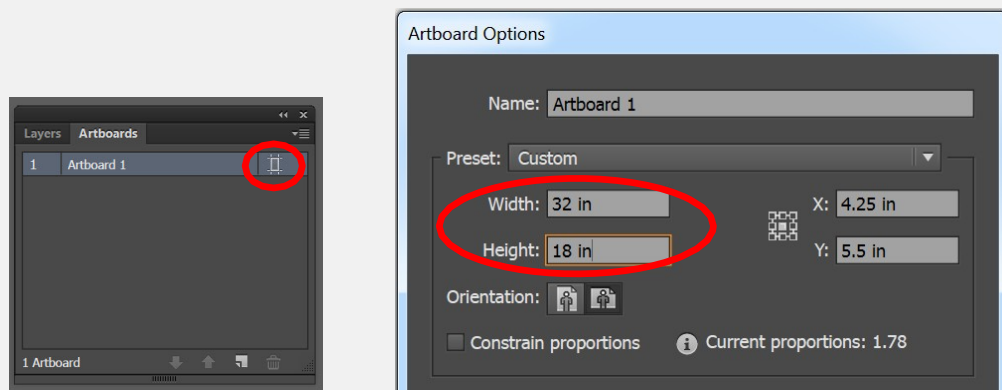 Layers Artboards
1 Artboard 1
1 Artboard
Artboard Options
Name: Artboard 1
Preset: Custom
Width: 32 in X: 4.25 in
Height: 18 in Y: 5.5 in
Orientation:
Constrain proportions Current proportions: 1.78